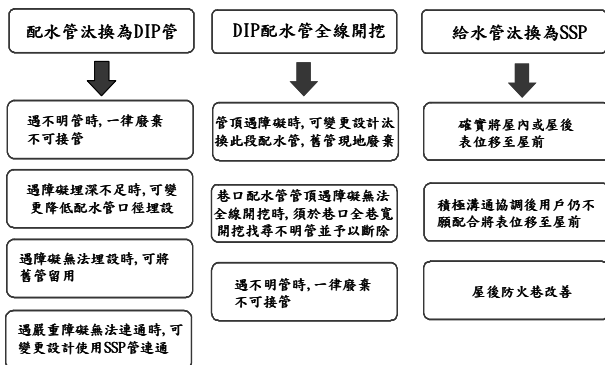 配水管汰換為DIP管
遇不明管時,一律廢棄
不可接管
遇障礙埋深不足時,可變
更降低配水管口徑埋設
遇障礙無法埋設時,可將
舊管留用
遇嚴重障礙無法連通時,可
變更設計使用SSP管連通
DIP配水管全線開挖
管頂遇障礙時,可變更設計汰
換此段配水管,舊管現地廢棄
巷口配水管管頂遇障礙無法
全線開挖時,須於巷口全巷寬
開挖找尋不明管並予以斷除
遇不明管時,一律廢棄
不可接管
給水管汰換為SSP
確實將屋內或屋後
表位移至屋前
積極溝通協調後用戶仍不
願配合將表位移至屋前
屋後防火巷改善